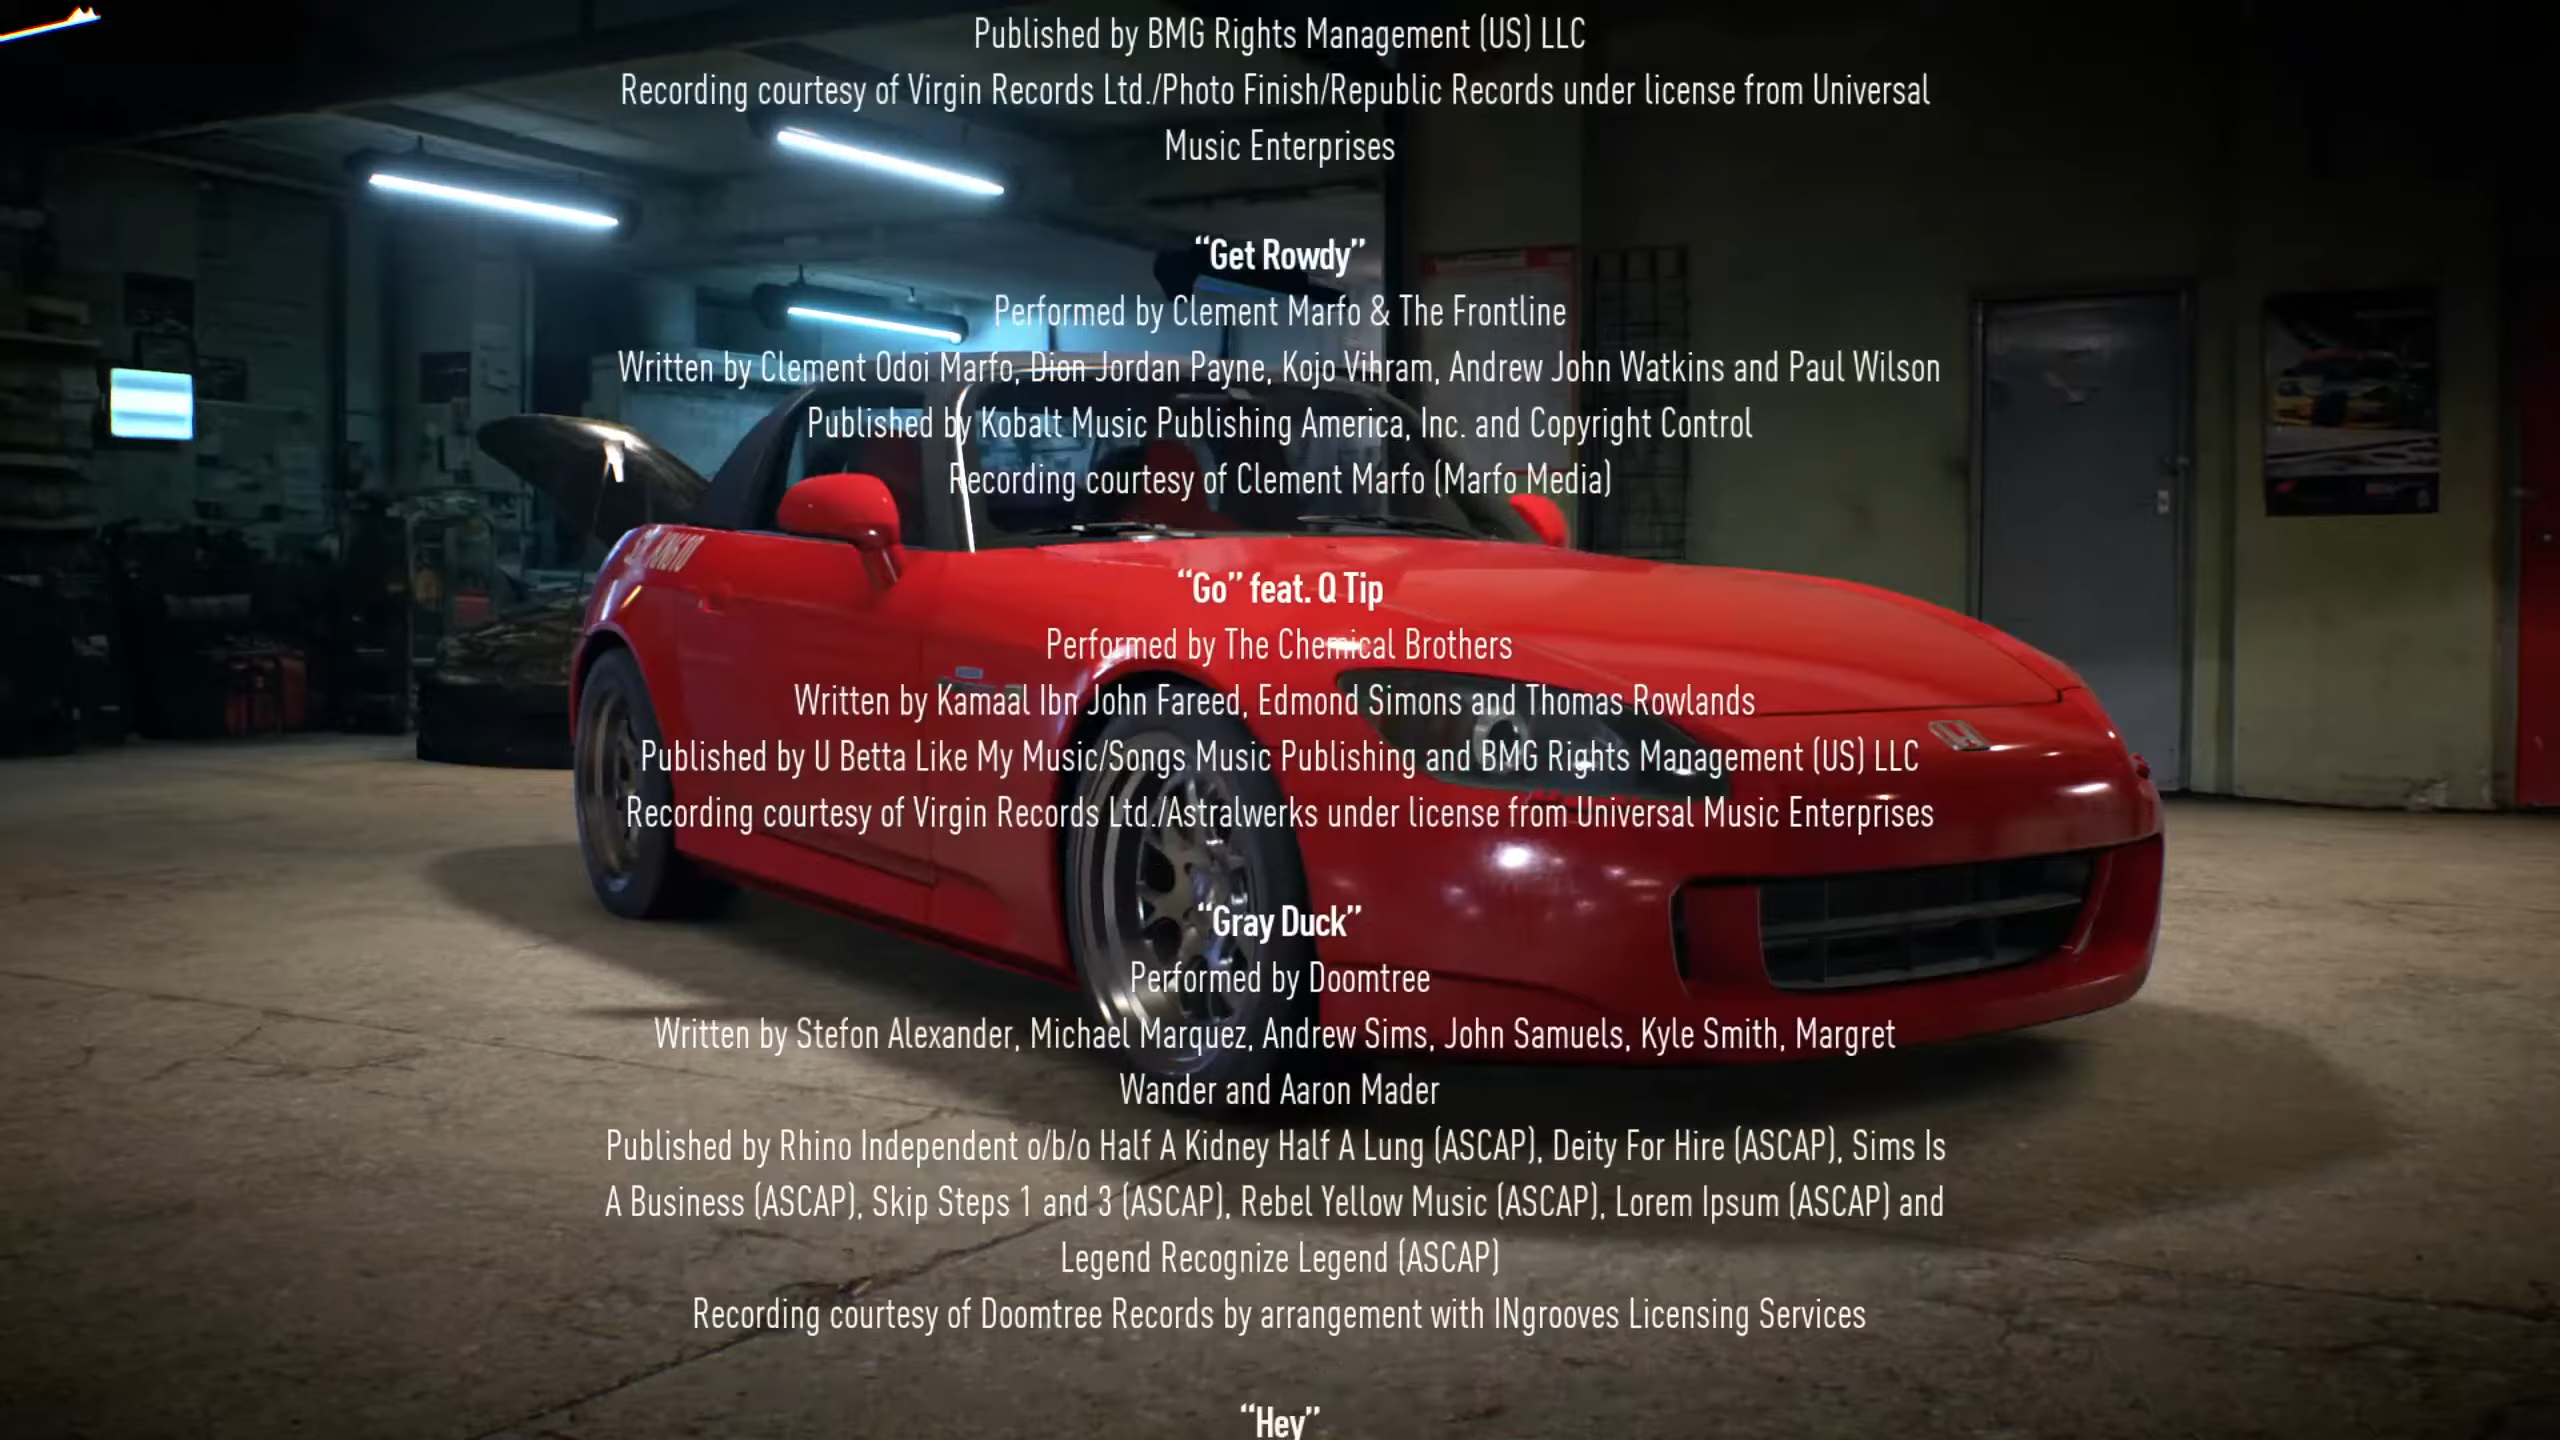 Published by BMG Rights Management (US) LLC
Recording courtesy of Virgin Records Ltd./Photo Finish/Republic Records under license from Universal
Music Enterprises
“Get Rowdy”
Performed by Clement Marfo & The Frontline
Written by Clement Odoi Marfo, Dion Jordan Payne, Kojo Vihram, Andrew John Watkins and Paul Wilson
Published by Kobalt Music Publishing America, Inc. and Copyright Control
Recording courtesy of Clement Marfo (Marfo Media)
“Go” feat. Q Tip
Performed by The Chemical Brothers
Written by Kamaal Ibn John Fareed, Edmond Simons and Thomas Rowlands
Published by U Betta Like My Music/Songs Music Publishing and BMG Rights Management (US) LLC
Recording courtesy of Virgin Records Ltd./Astralwerks under license from Universal Music Enterprises
“Gray Duck”
Performed by Doomtree
Written by Stefon Alexander, Michael Marquez, Andrew Sims, John Samuels, Kyle Smith, Margret
Wander and Aaron Mader
Published by Rhino Independent o/b/o Half A Kidney Half A Lung (ASCAP), Deity For Hire (ASCAP), Sims Is
A Business (ASCAP), Skip Steps 1 and 3 (ASCAP), Rebel Yellow Music (ASCAP), Lorem Ipsum (ASCAP) and
Legend Recognize Legend (ASCAP)
Recording courtesy of Doomtree Records by arrangement with INgrooves Licensing Services
“Hey”